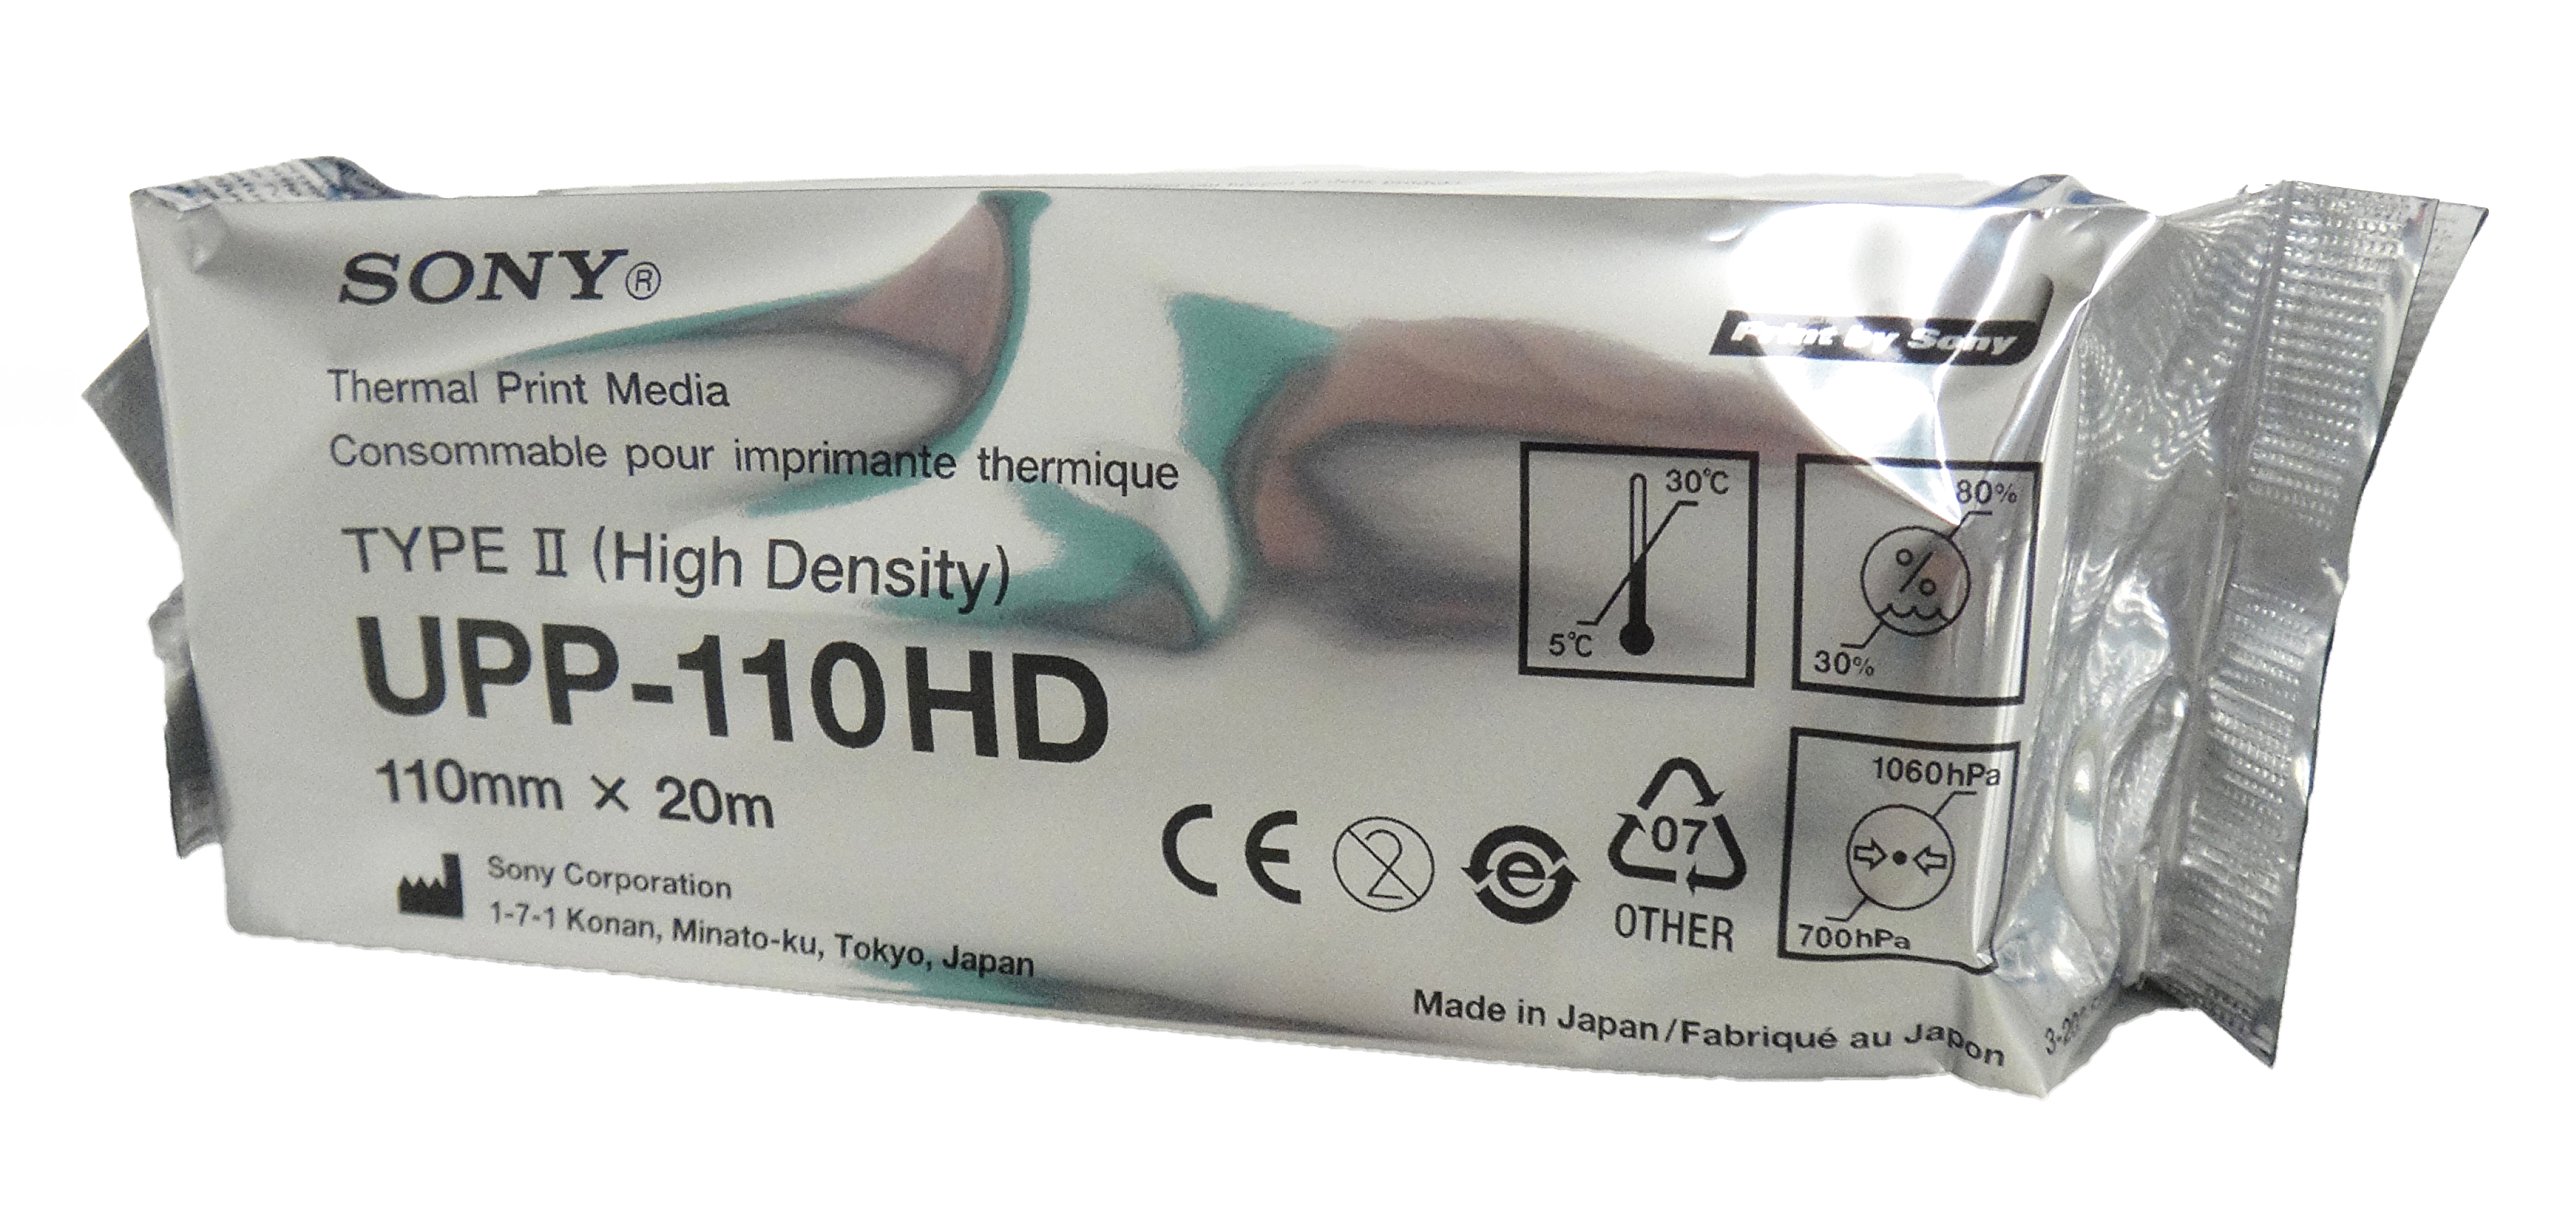 SONY®
Print by Sony
Thermal Print Media
Consommable pour imprimante thermique
TYPE Ⅱ (High Density)
UPP-110HD
110mm × 20m
30℃
5℃
80%
%
30%
1060hPa
700hPa
CE
2
e
07
OTHER
Sony Corporation
1-7-1 Konan, Minato-ku, Tokyo, Japan
Made in Japan/Fabriqué au Japon